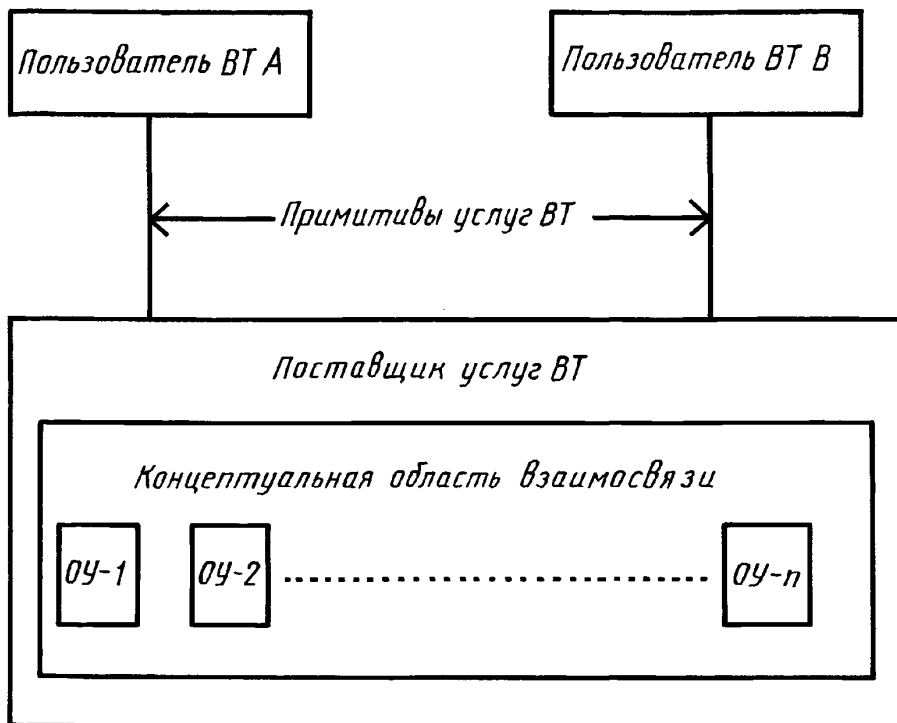 Пользователь ВТ А
Пользователь ВТ В
Примитивы услуг ВТ
Поставщик услуг ВТ
Концептуальная область взаимосвязи
ОУ-1
ОУ-2
ОУ-n